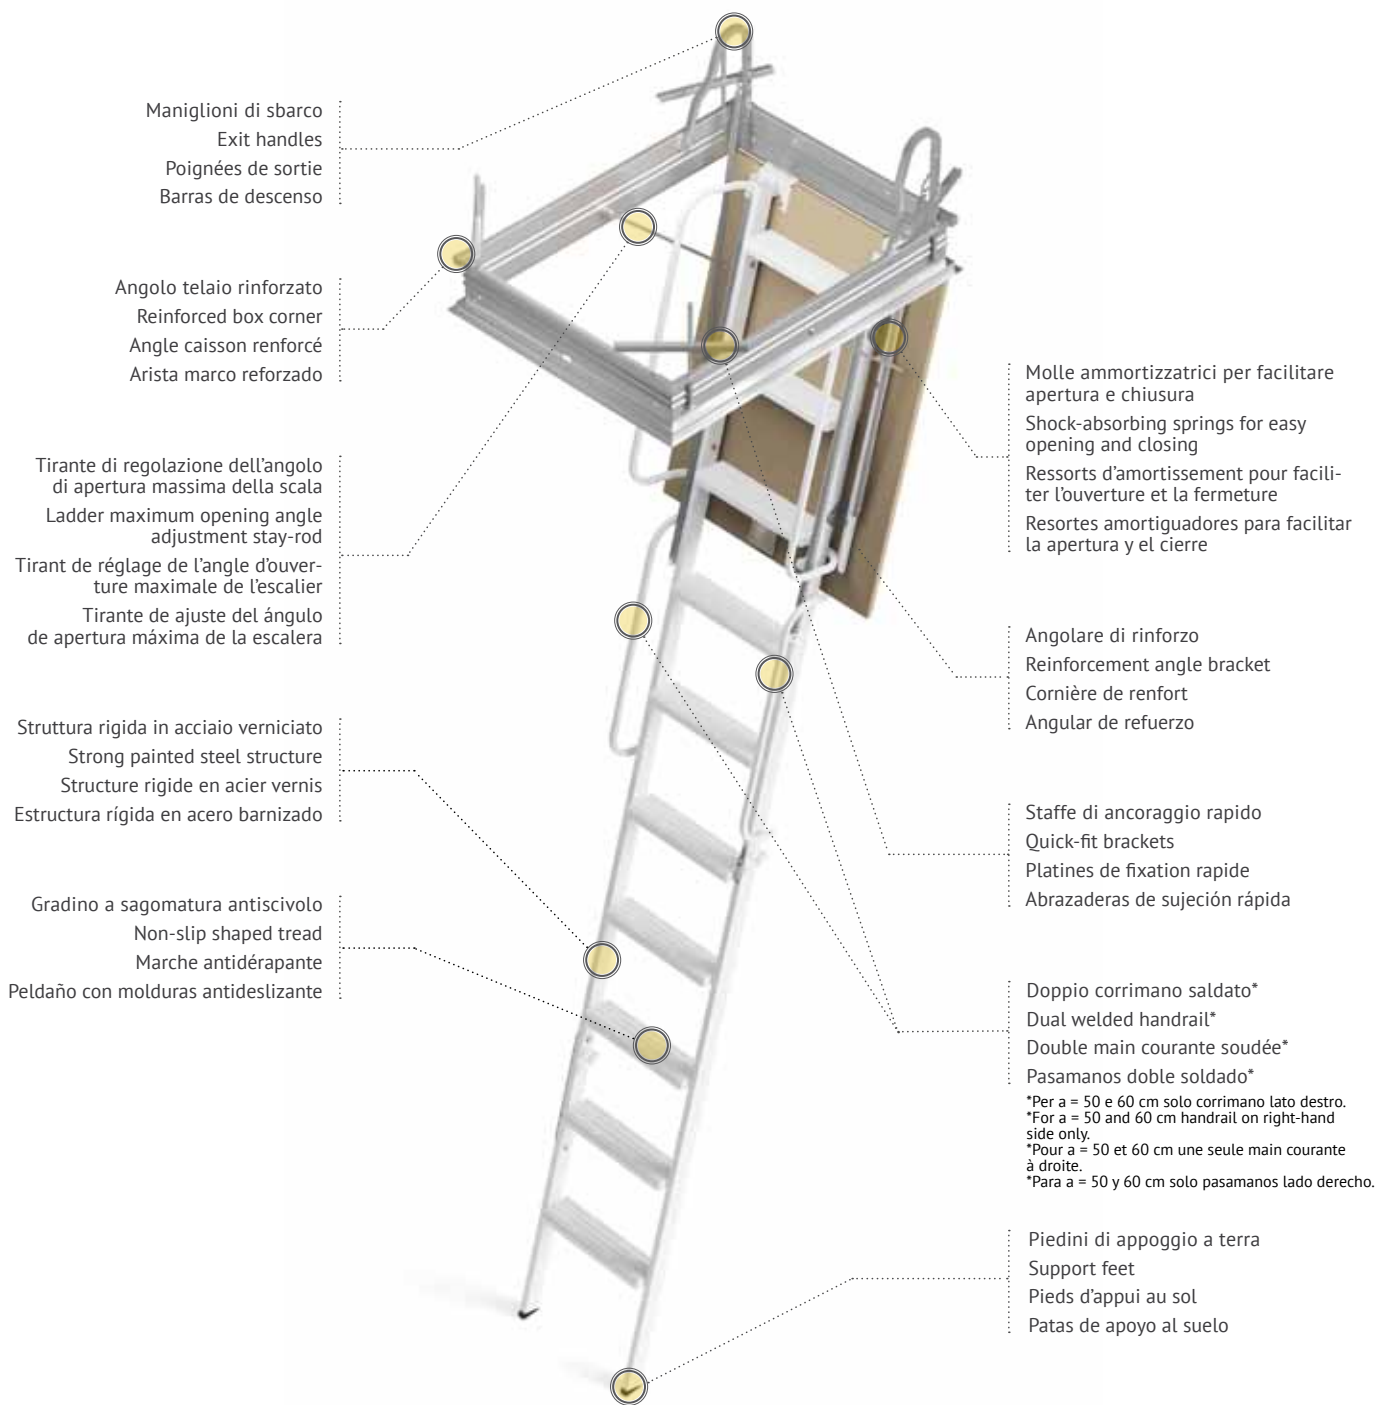 Maniglioni di sbarco
Exit handles
Poignées de sortie
Barras de descenso
Angolo telaio rinforzato
Reinforced box corner
Angle caisson renforcé
Arista marco reforzado
Tirante di regolazione dell'angolo
di apertura massima della scala
Ladder maximum opening angle
adjustment stay-rod
Tirant de réglage de l'angle d'ouver-
ture maximale de l'escalier
Tirante de ajuste del ángulo
de apertura máxima de la escalera
Struttura rigida in acciaio verniciato
Strong painted steel structure
Structure rigide en acier vernis
Estructura rígida en acero barnizado
Gradino a sagomatura antiscivolo
Non-slip shaped tread
Marche antidérapante
Peldaño con molduras antideslizante
Molle ammortizzatrici per facilitare
apertura e chiusura
Shock-absorbing springs for easy
opening and closing
Ressorts d'amortissement pour facili-
ter l'ouverture et la fermeture
Resortes amortiguadores para facilitar
la apertura y el cierre
Angolare di rinforzo
Reinforcement angle bracket
Cornière de renfort
Angular de refuerzo
Staffe di ancoraggio rapido
Quick-fit brackets
Platines de fixation rapide
Abrazaderas de sujeción rápida
Doppio corrimano saldato*
Dual welded handrail*
Double main courante soudée*
Pasamanos doble soldado*
*Per a = 50 e 60 cm solo corrimano lato destro.
*For a = 50 and 60 cm handrail on right-hand
side only.
*Pour a = 50 et 60 cm une seule main courante
à droite.
*Para a = 50 y 60 cm solo pasamanos lado derecho.
Piedini di appoggio a terra
Support feet
Pieds d'appui au sol
Patas de apoyo al suelo